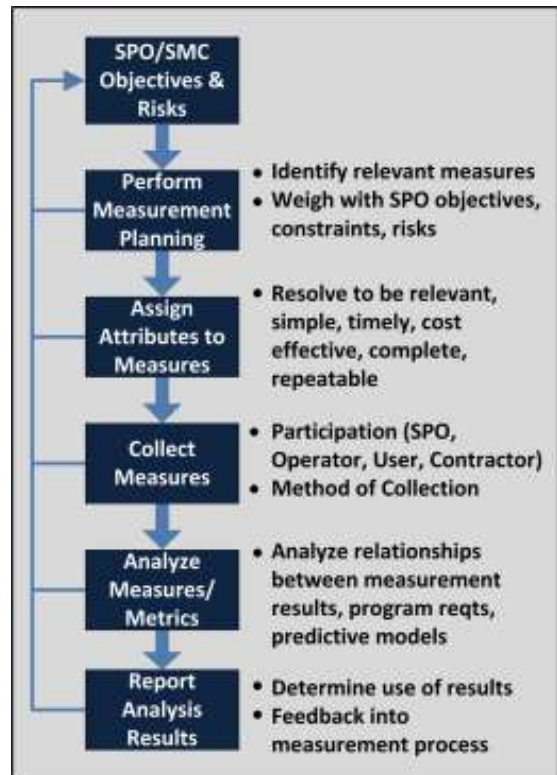 SPO/SMC
Objectives &
Risks
Perform
Measurement
Planning
• Identify relevant measures
• Weigh with SPO objectives,
constraints, risks
Assign
Attributes to
Measures
• Resolve to be relevant,
simple, timely, cost
effective, complete,
repeatable
Collect
Measures
• Participation (SPO,
Operator, User, Contractor)
• Method of Collection
Analyze
Measures/
Metrics
• Analyze relationships
between measurement
results, program reqts,
predictive models
Report
Analysis
Results
• Determine use of results
• Feedback into
measurement process